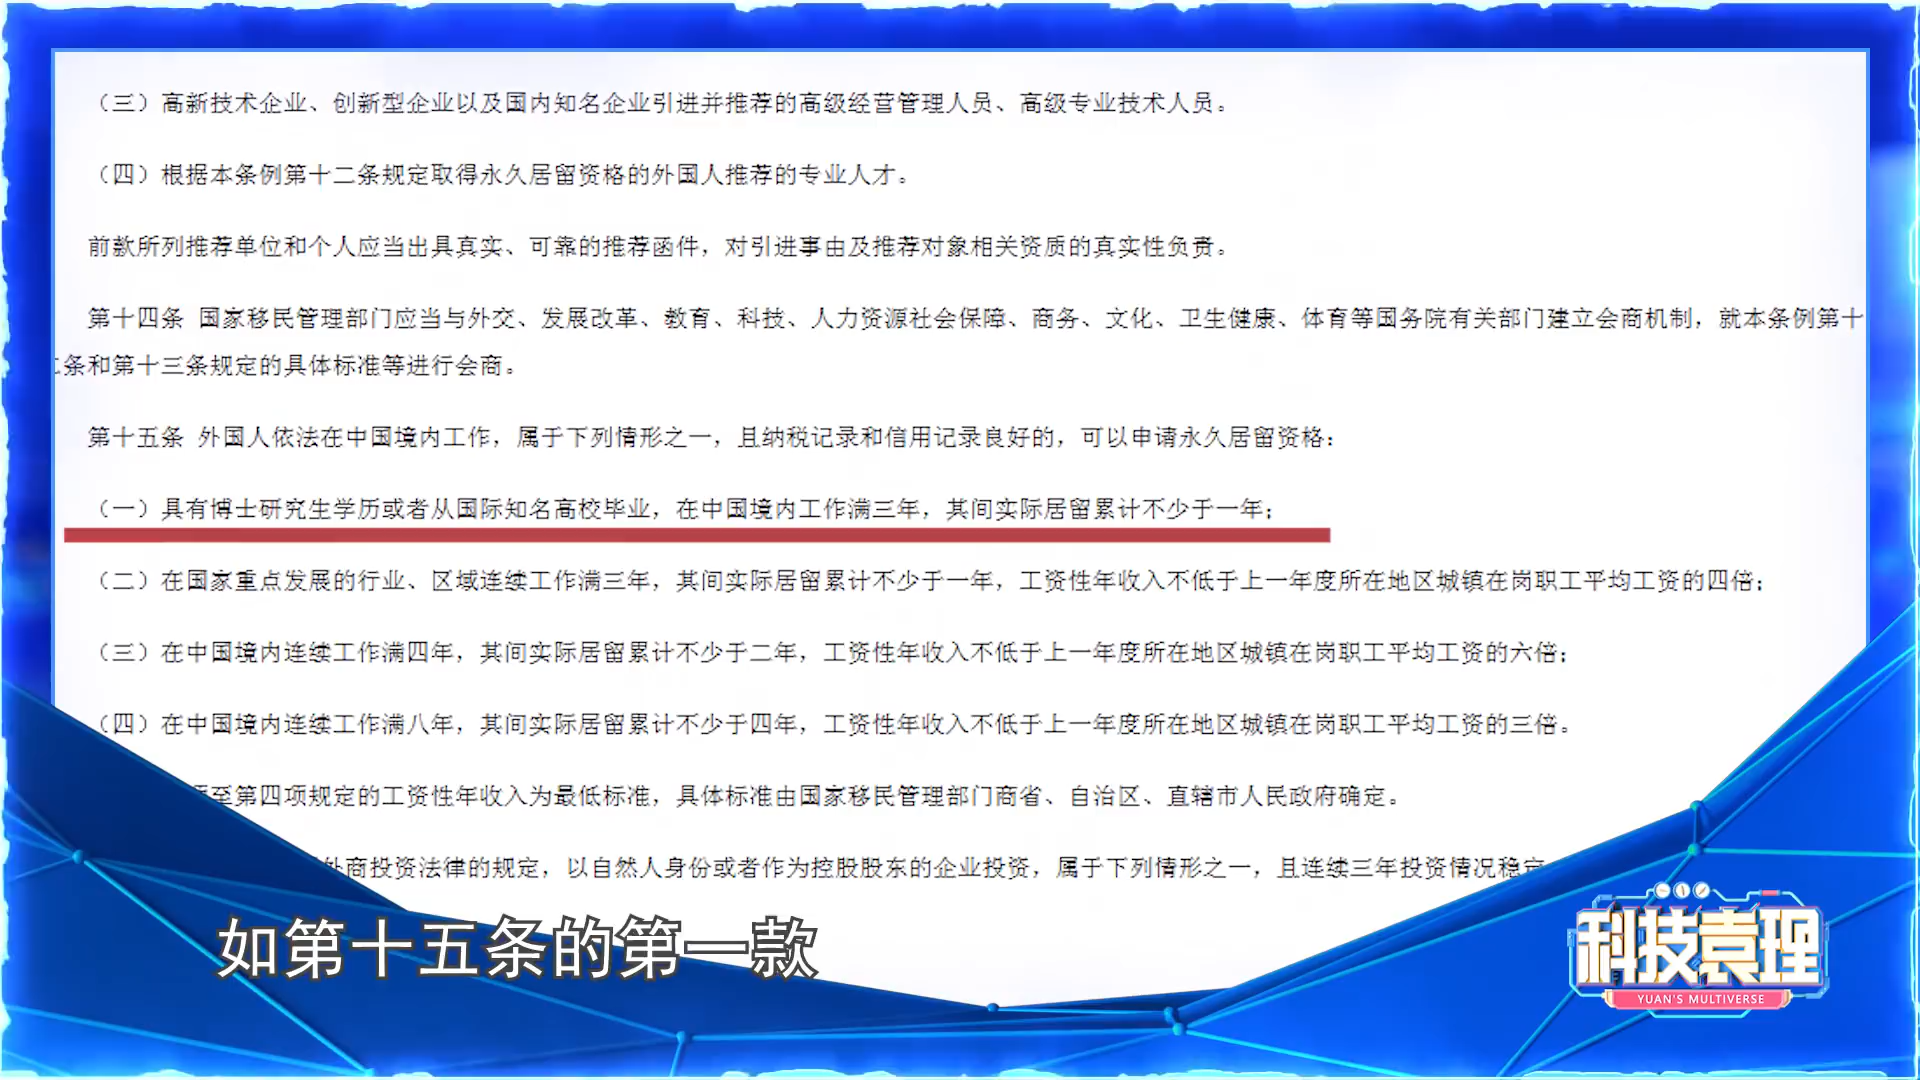 （三）高新技术企业、创新型企业以及国内知名企业引进并推荐的高级经营管理人员、高级专业技术人员。
（四）根据本条例第十二条规定取得永久居留资格的外国人推荐的专业人才。
前款所列推荐单位和个人应当出具真实、可靠的推荐函件，对引进事由及推荐对象相关资质的真实性负责。
第十四条 国家移民管理部门应当与外交、发展改革、教育、科技、人力资源社会保障、商务、文化、卫生健康、体育等国务院有关部门建立会商机制，就本条例第十
条和第十三条规定的具体标准等进行会商。
第十五条 外国人依法在中国境内工作，属于下列情形之一，且纳税记录和信用记录良好的，可以申请永久居留资格：
（一）具有博士研究生学历或者从国际知名高校毕业，在中国境内工作满三年，其间实际居留累计不少于一年；
（二）在国家重点发展的行业、区域连续工作满三年，其间实际居留累计不少于一年，工资性年收入不低于上一年度所在地区城镇在岗职工平均工资的四倍；
（三）在中国境内连续工作满四年，其间实际居留累计不少于二年，工资性年收入不低于上一年度所在地区城镇在岗职工平均工资的六倍；
（四）在中国境内连续工作满八年，其间实际居留累计不少于四年，工资性年收入不低于上一年度所在地区城镇在岗职工平均工资的三倍。
至第四项规定的工资性年收入为最低标准，具体标准由国家移民管理部门商省、自治区、直辖市人民政府确定。
商投资法律的规定，以自然人身份或者作为控股股东的企业投资，属于下列情形之一，且连续三年投资情况稳定
如第十五条的第一款
科技袁理
YUAN'S MULTIVERSE